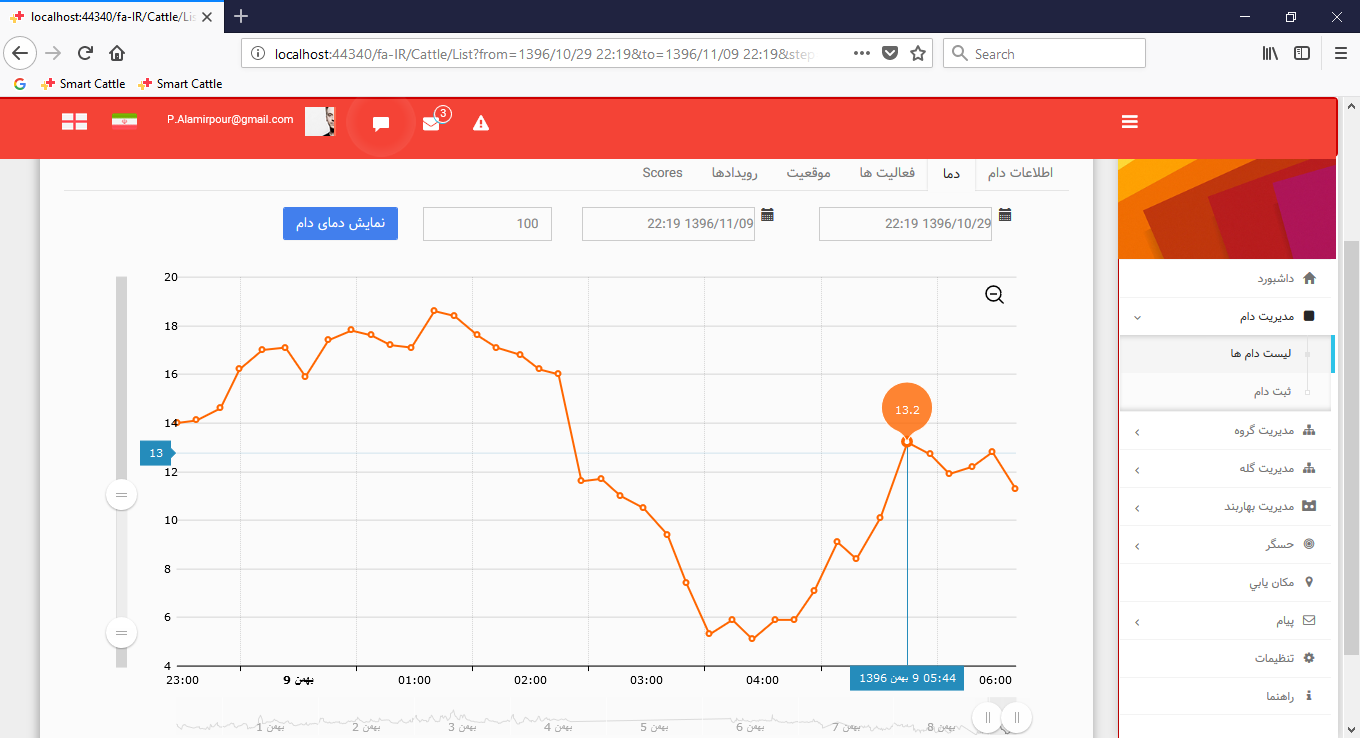 localhost:44340/fa-IR/Cattle/Lis
localhost:44340/fa-IR/Cattle/List?from=1396/10/29 22:19&to=1396/11/09 22:19&step
Search
Smart Cattle
Smart Cattle
P.Alamirpour@gmail.com
3
اطلاعات دام
دما
فعالیت ها
موقعیت
رویدادها
Scores
1396/10/29 22:19
1396/11/09 22:19
100
نمایش دمای دام
20
18
16
14
13
12
10
8
6
4
13.2
23:00
9 بهمن
01:00
02:00
03:00
04:00
1396 بهمن 9 05:44
06:00
1 بهمن
2 بهمن
3 بهمن
4 بهمن
5 بهمن
6 بهمن
7 بهمن
8 بهمن
داشبورد
مدیریت دام
لیست دام ها
ثبت دام
مدیریت گروه
مدیریت گله
مدیریت بهاربند
حسگر
مکان یابي
پیام
تنظیمات
راهنما